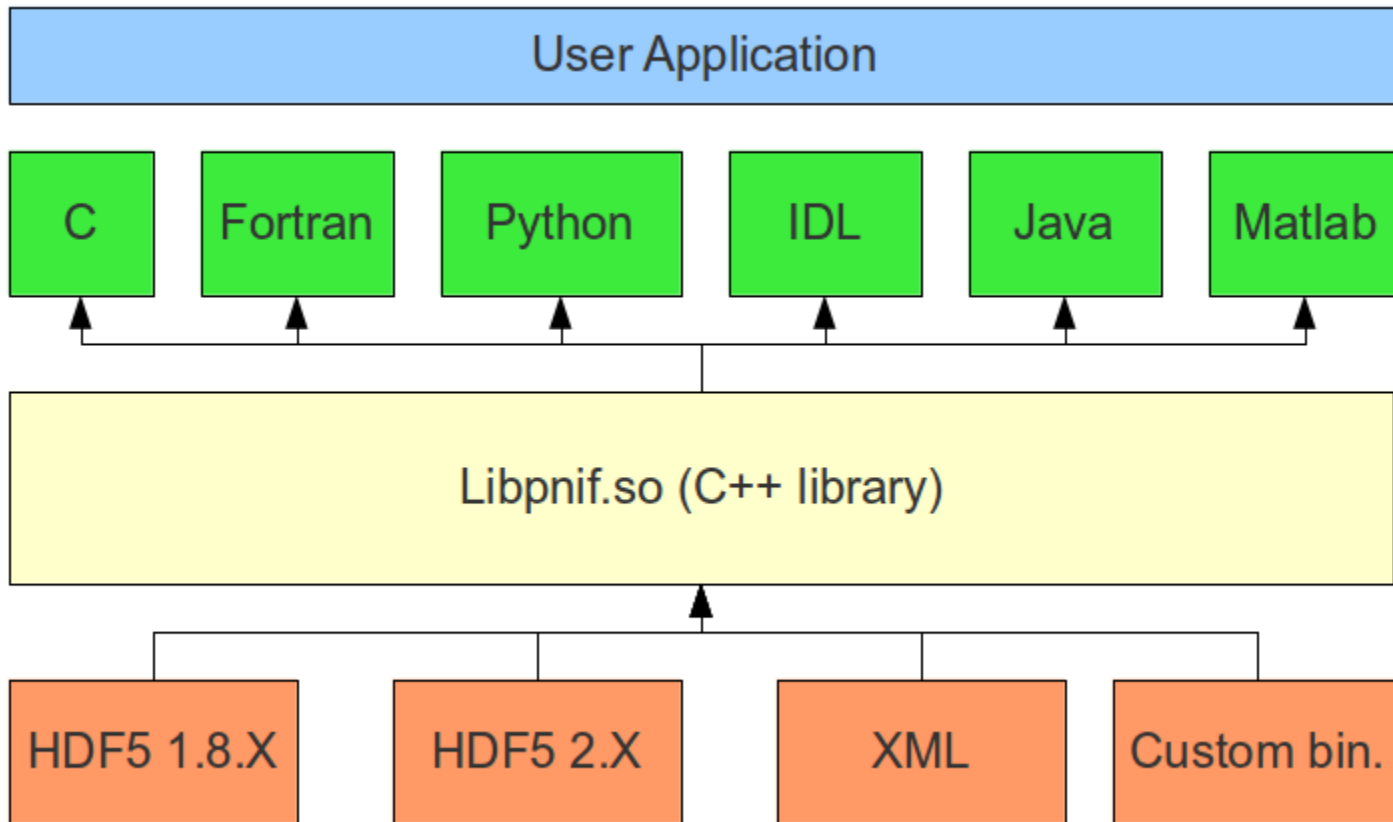 User Application
C
Fortran
Python
IDL
Java
Matlab
Libpnif.so (C++ library)
HDF5 1.8.X
HDF5 2.X
XML
Custom bin.